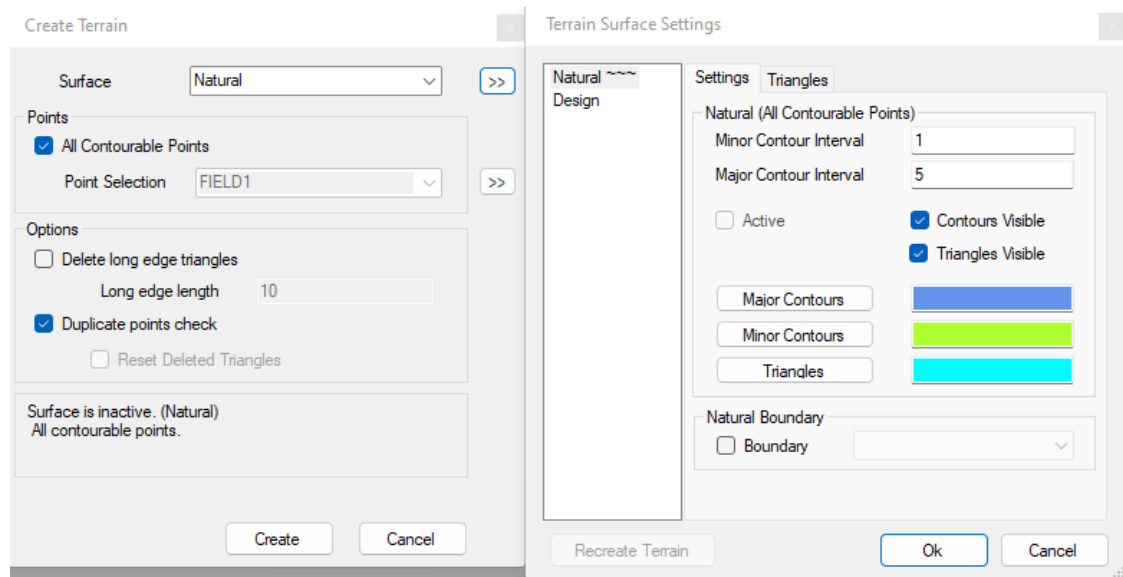 Create Terrain
x
Surface Natural >>
Points
All Contourable Points
Point Selection FIELD1 >>
Options
Delete long edge triangles
Long edge length 10
Duplicate points check
Reset Deleted Triangles
Surface is inactive. (Natural)
All contourable points.
Create Cancel
Terrain Surface Settings
x
Natural ~~~
Design
Settings Triangles
Natural (All Contourable Points)
Minor Contour Interval 1
Major Contour Interval 5
Active Contours Visible
Triangles Visible
Major Contours
Minor Contours
Triangles
Natural Boundary
Boundary
Recreate Terrain Ok Cancel